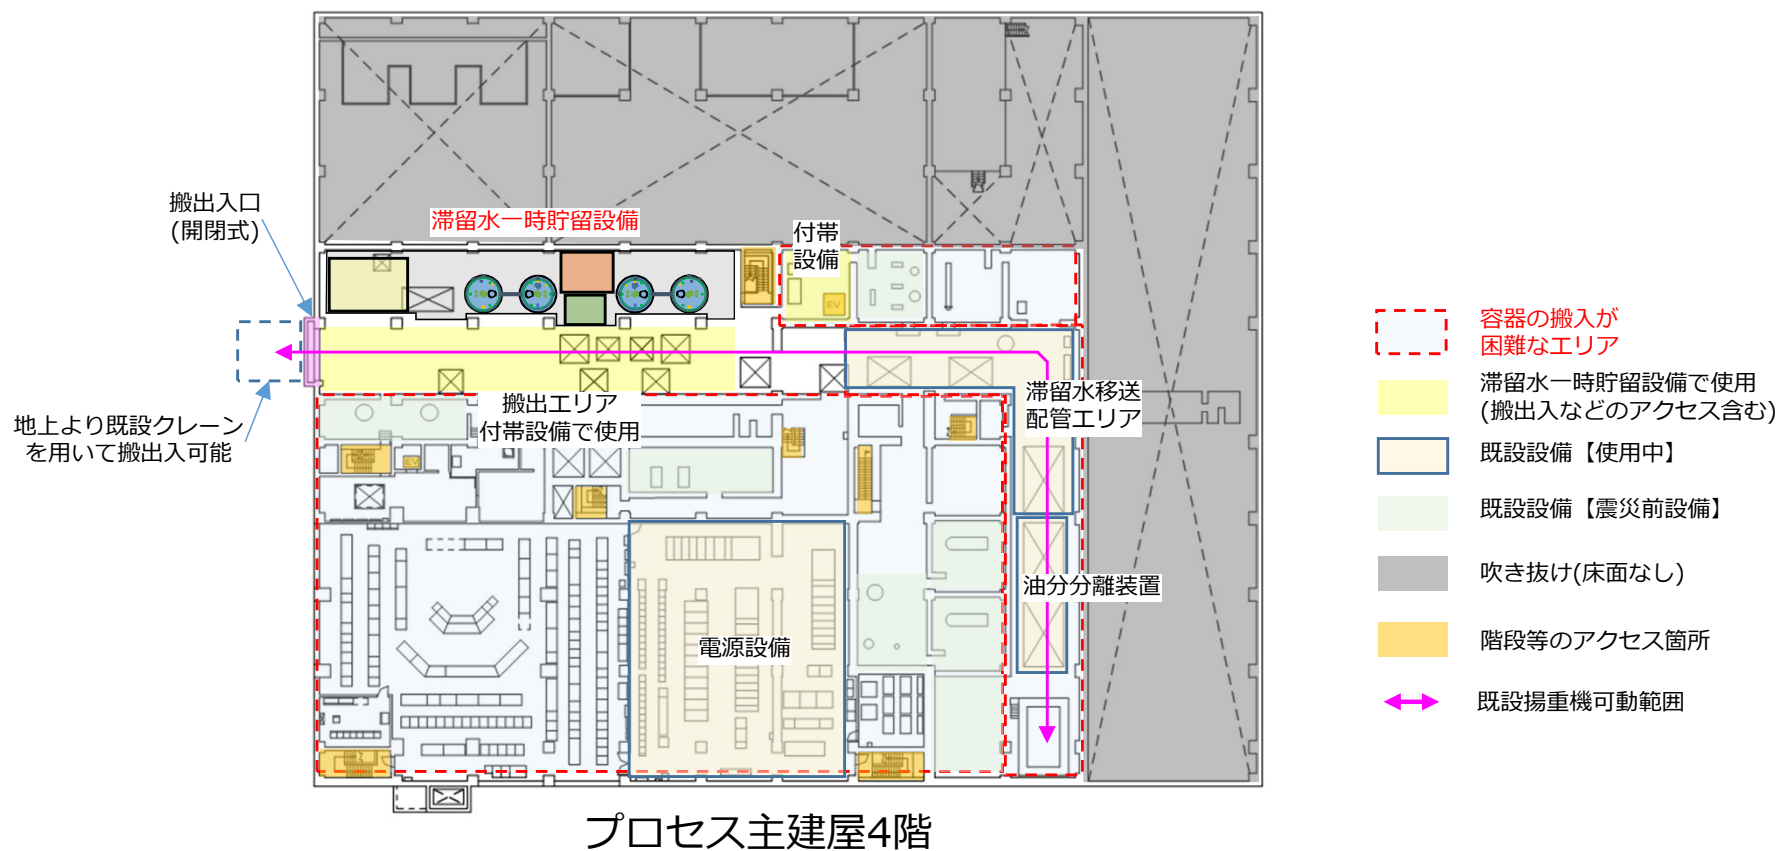 搬出入口
(開閉式)
滞留水一時貯留設備
付帯
設備
EV
地上より既設クレーン
を用いて搬出入可能
搬出エリア
付帯設備で使用
EV
滞留水移送
配管エリア
油分分離装置
電源設備
プロセス主建屋4階
容器の搬入が
困難なエリア
滞留水一時貯留設備で使用
(搬出入などのアクセス含む)
既設設備【使用中】
既設設備【震災前設備】
吹き抜け(床面なし)
階段等のアクセス箇所
既設揚重機可動範囲